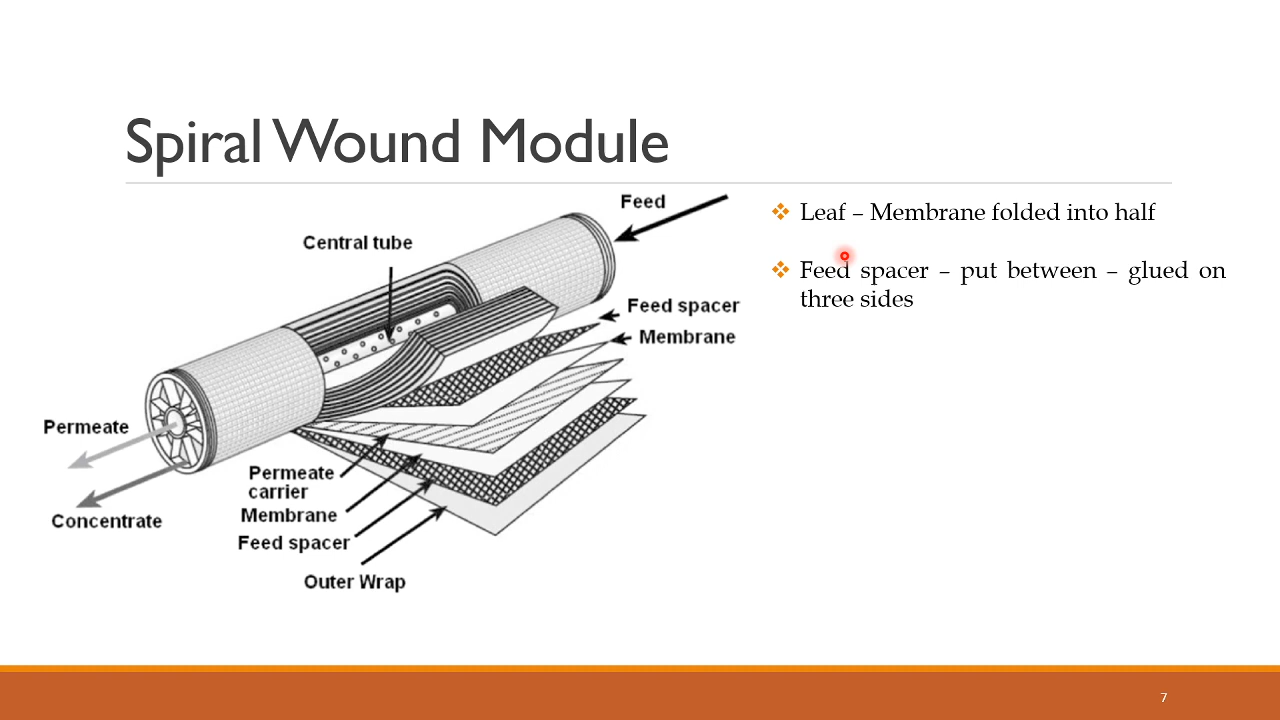 Spiral Wound Module
Feed
Central tube
Feed spacer
Membrane
Permeate
Concentrate
Permeate
carrier
Membrane
Feed spacer
Outer Wrap
❖ Leaf – Membrane folded into half
❖ Feed spacer – put between – glued on
three sides
7